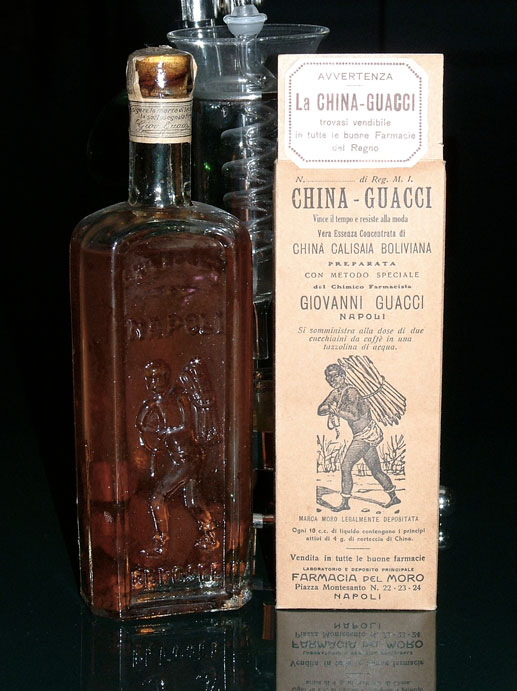 AVVERTENZA
La CHINA-GUACCI
trovasi vendibile
in tutte le buone Farmacie
del Regno
N. di Reg. M. I.
CHINA - GUACCI
Vince il tempo e resiste alla moda
Vera Essenza Concentrata di
CHINA CALISAIA BOLIVIANA
PREPARATA
CON METODO SPECIALE
del Chimico Farmacista
GIOVANNI GUACCI
NAPOLI
Si somministra alla dose di due
cucchiaini da caffè in una
tazzolina di acqua.
MARCA MORO LEGALMENTE DEPOSITATA
Ogni 10 c.c. di liquido contengono i principi
attivi di 4 g. di corteccia di China.
Vendita in tutte le buone farmacie
LABORATORIO E DEPOSITO PRINCIPALE
FARMACIA DEL MORO
Piazza Montesanto N. 22 - 23 - 24
NAPOLI
NAPOLI